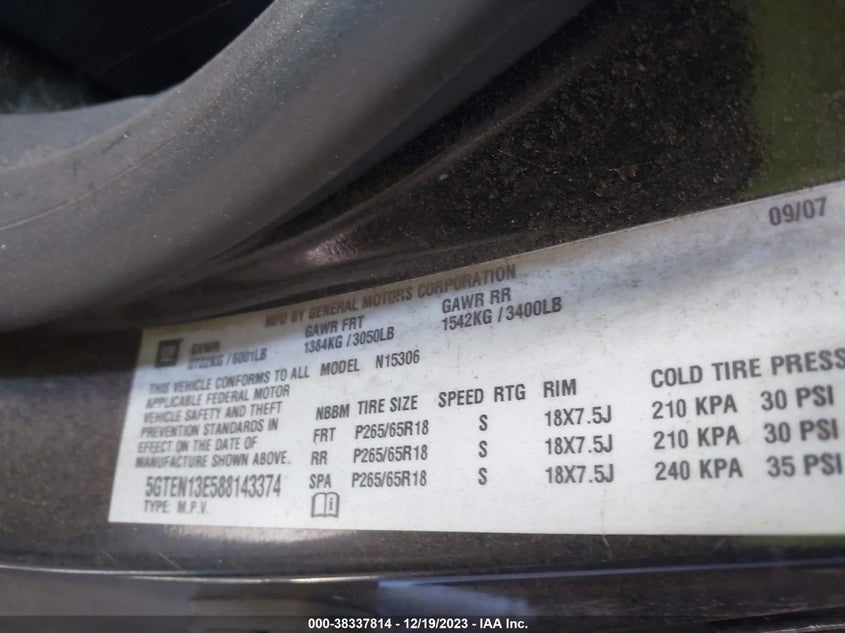 09/07
MFD BY GENERAL MOTORS CORPORATION
GM
GVWR GAWR FRT GAWR RR
2722KG / 6001LB 1384KG / 3050LB 1542KG / 3400LB
THIS VEHICLE CONFORMS TO ALL
APPLICABLE FEDERAL MOTOR
VEHICLE SAFETY AND THEFT
PREVENTION STANDARDS IN
EFFECT ON THE DATE OF
MANUFACTURE SHOWN ABOVE.
5GTEN13E588143374
TYPE: M.P.V.
MODEL N15306
NBBM TIRE SIZE SPEED RTG RIM COLD TIRE PRESS
FRT P265/65R18 S 18X7.5J 210 KPA 30 PSI
RR P265/65R18 S 18X7.5J 210 KPA 30 PSI
SPA P265/65R18 S 18X7.5J 240 KPA 35 PSI
000-38337814 - 12/19/2023 - IAA Inc.